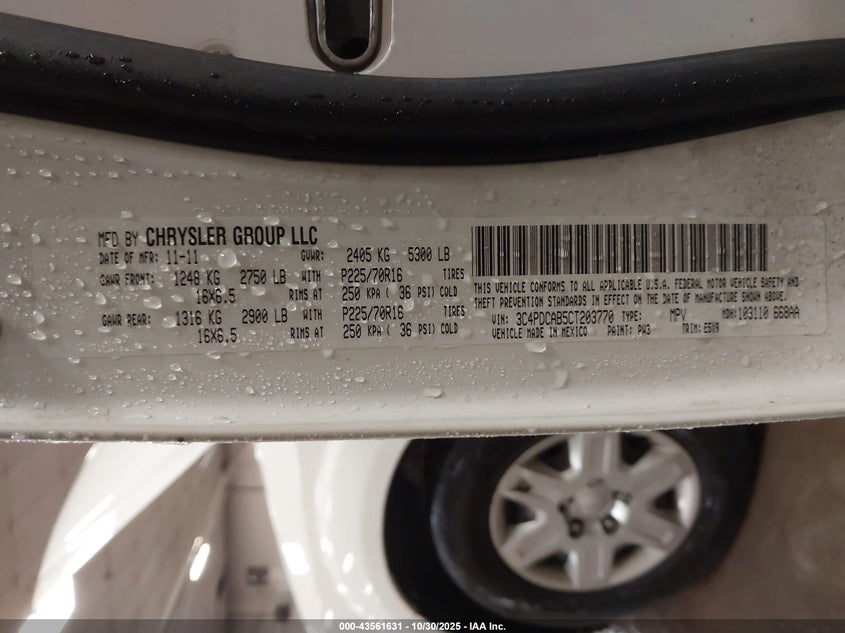 MFD BY CHRYSLER GROUP LLC
DATE OF MFR: 11-11 GVWR: 2405 KG 5300 LB
GAWR FRONT: 1248 KG 2750 LB WITH P225/70R16 TIRES
16X6.5 RIMS AT 250 KPA ( 36 PSI) COLD
GAWR REAR: 1316 KG 2900 LB WITH P225/70R16 TIRES
16X6.5 RIMS AT 250 KPA ( 36 PSI) COLD
THIS VEHICLE CONFORMS TO ALL APPLICABLE U.S.A. FEDERAL MOTOR VEHICLE SAFETY AND
THEFT PREVENTION STANDARDS IN EFFECT ON THE DATE OF MANUFACTURE SHOWN ABOVE.
VIN: 3C4PDCAB5CT203770 TYPE: MPV MDH: 103110 668AA
VEHICLE MADE IN MEXICO PAINT: PW3 TRIM: E5X9
000-43561631 - 10/30/2025 - IAA Inc.